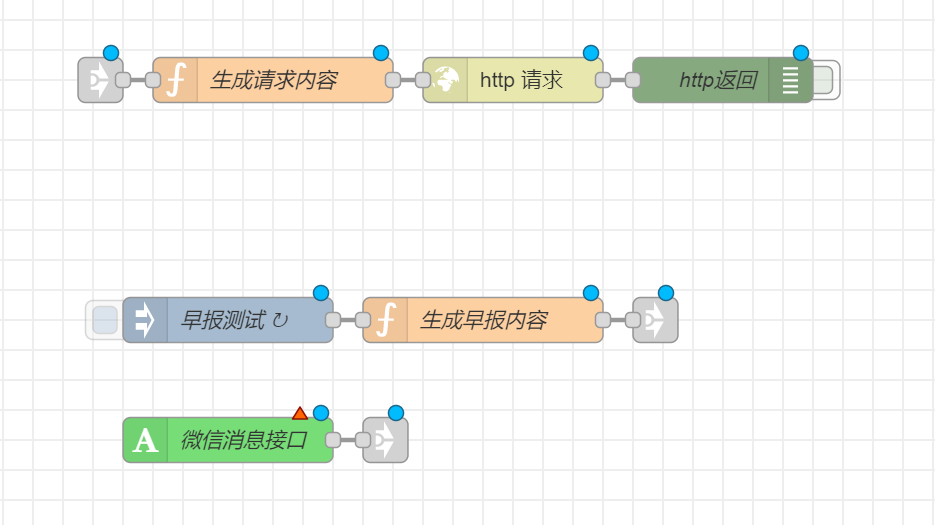 生成请求内容
http 请求
http返回
早报测试 ↻
生成早报内容
A 微信消息接口